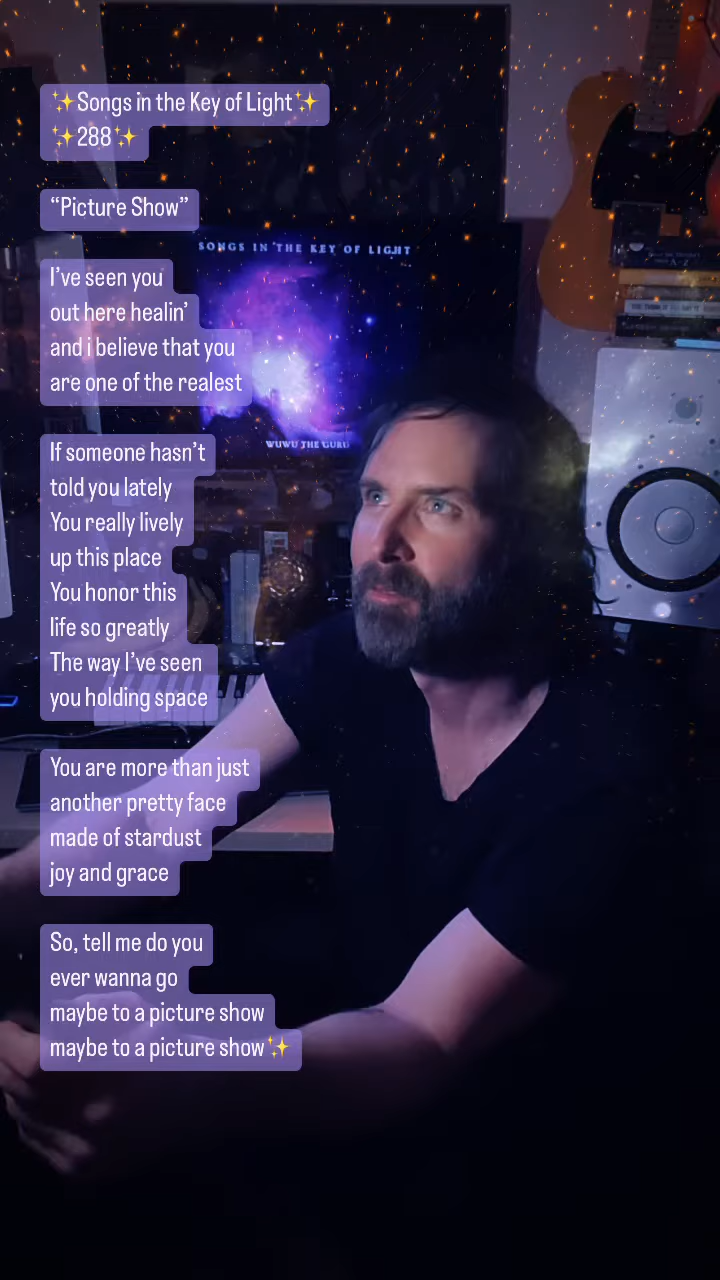 ✨Songs in the Key of Light✨
✨288✨
“Picture Show”
I’ve seen you
out here healin’
and i believe that you
are one of the realest
If someone hasn’t
told you lately
You really lively
up this place
You honor this
life so greatly
The way I’ve seen
you holding space
You are more than just
another pretty face
made of stardust
joy and grace
So, tell me do you
ever wanna go
maybe to a picture show
maybe to a picture show✨
SONGS IN THE KEY OF LIGHT
WUWU THE GURU